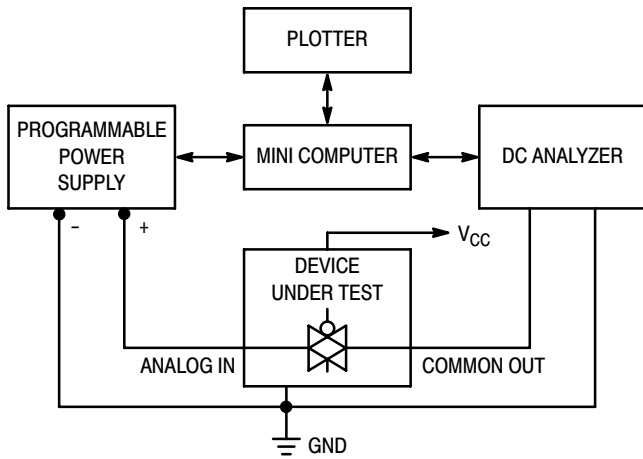 PLOTTER
PROGRAMMABLE
POWER
SUPPLY
MINI COMPUTER
DC ANALYZER
−
+
VCC
DEVICE
UNDER TEST
ANALOG IN
COMMON OUT
GND